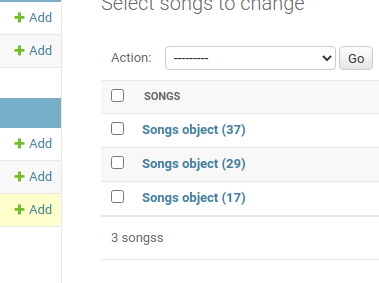 Select songs to change
Add
Add
Action: --------- Go
SONGS
Songs object (37)
Add
Songs object (29)
Add
Songs object (17)
Add
3 songss